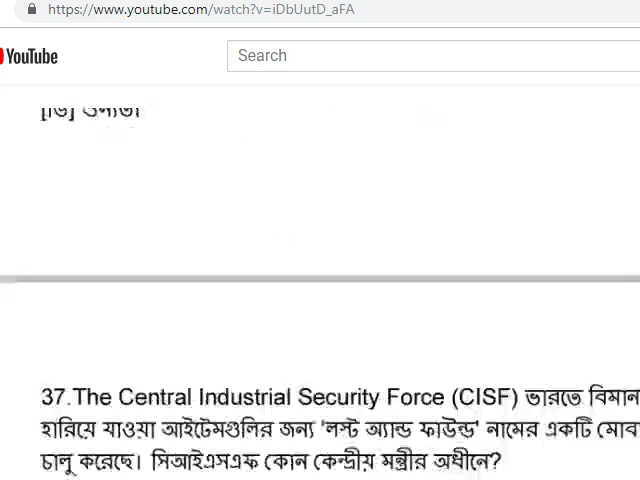 https://www.youtube.com/watch?v=iDbUutD_aFA
YouTube
Search
37.The Central Industrial Security Force (CISF) ভারতে বিমান
হারিয়ে যাওয়া আইটেমগুলির জন্য 'লস্ট অ্যান্ড ফাউন্ড' নামের একটি মোবা
চালু করেছে। সিআইএসএফ কোন কেন্দ্রীয় মন্ত্রীর অধীনে?